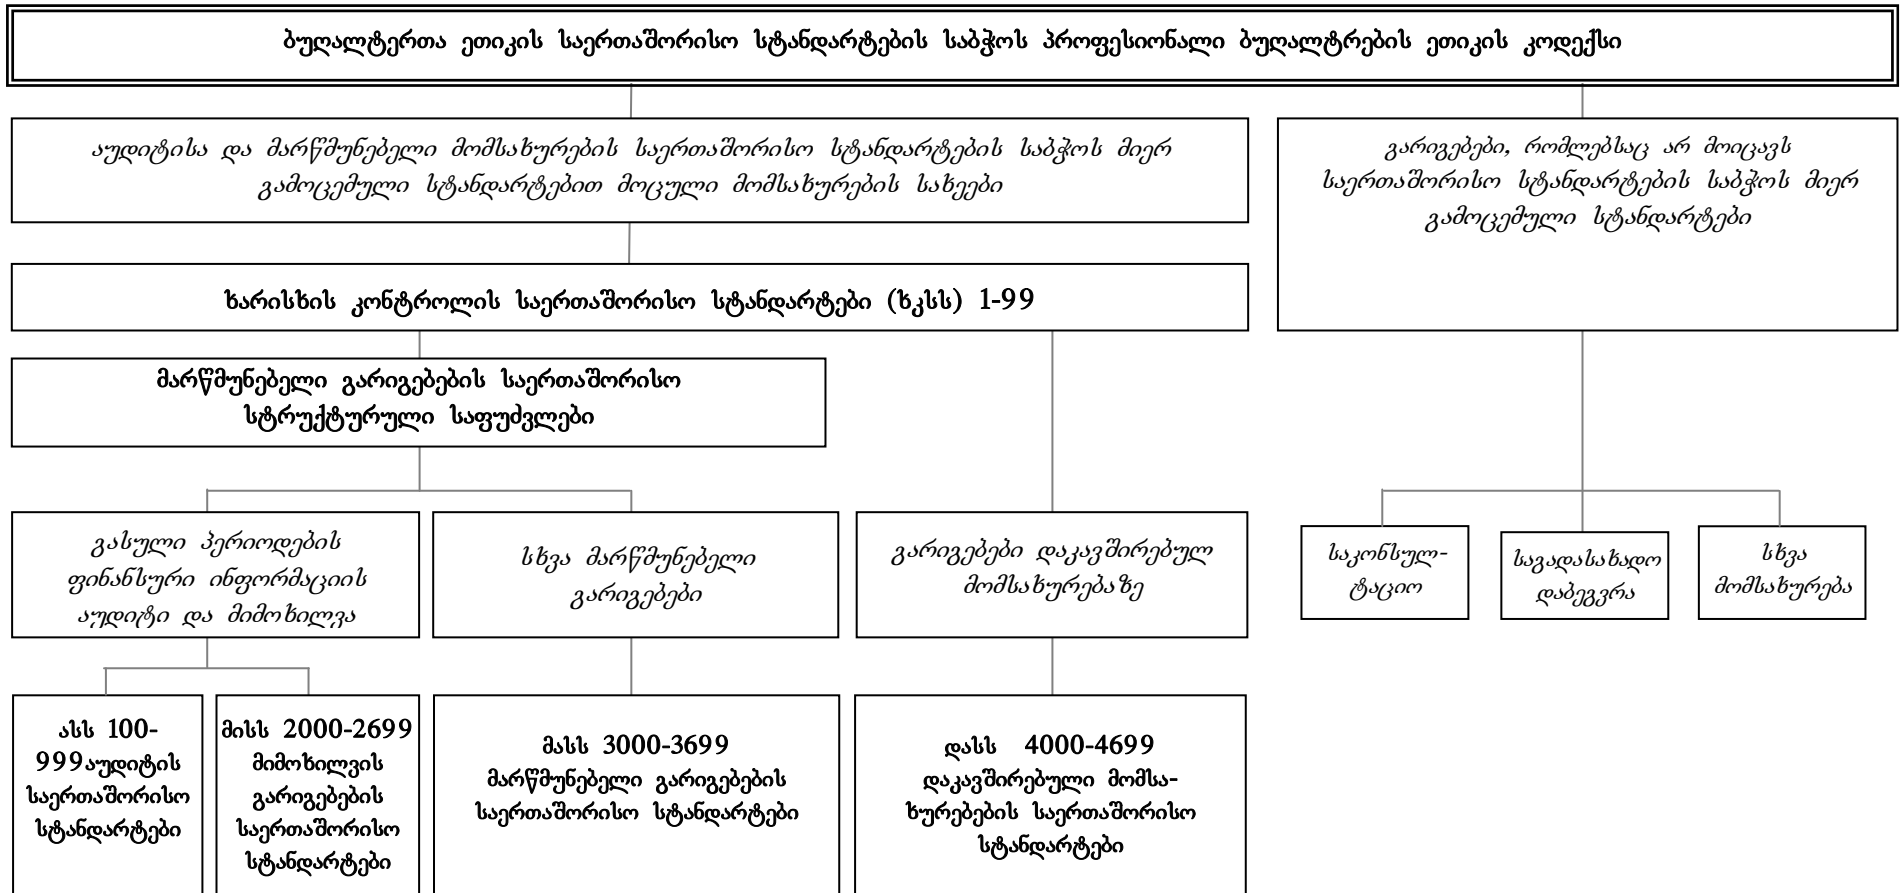 ბუღალტერთა ეთიკის საერთაშორისო სტანდარტების საბჭოს პროფესიონალი ბუღალტრების ეთიკის კოდექსი
აუდიტისა და მარწმუნებელი მომსახურების საერთაშორისო სტანდარტების საბჭოს მიერ
გამოცემული სტანდარტებით მოცული მომსახურების სახეები
გარიგებები, რომლებსაც არ მოიცავს
საერთაშორისო სტანდარტების საბჭოს მიერ
გამოცემული სტანდარტები
ხარისხის კონტროლის საერთაშორისო სტანდარტები (ხკსს) 1-99
მარწმუნებელი გარიგებების საერთაშორისო
სტრუქტურული საფუძვლები
გასული პერიოდების
ფინანსური ინფორმაციის
აუდიტი და მიმოხილვა
სხვა მარწმუნებელი
გარიგებები
გარიგებები დაკავშირებულ
მომსახურებაზე
საკონსულ-
ტაციო
საგადასახადო
დაბეგვრა
სხვა
მომსახურება
ასს 100-
999აუდიტის
საერთაშორისო
სტანდარტები
მისს 2000-2699
მიმოხილვის
გარიგებების
საერთაშორისო
სტანდარტები
მასს 3000-3699
მარწმუნებელი გარიგებების
საერთაშორისო სტანდარტები
დასს 4000-4699
დაკავშირებული მომსა-
ხურებების საერთაშორისო
სტანდარტები